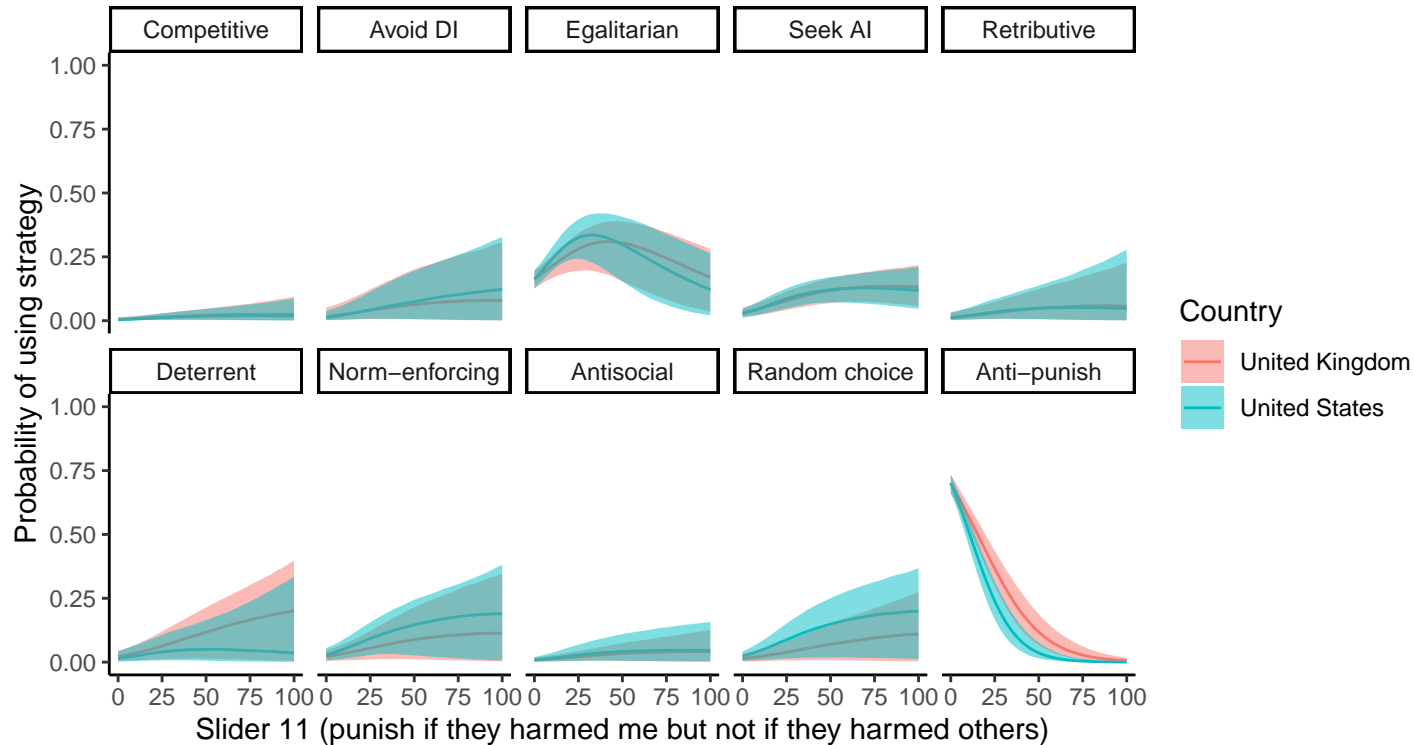 Competitive
Avoid DI
Egalitarian
Seek AI
Retributive
1.00
0.75
0.50
0.25
0.00
Deterrent
Norm−enforcing
Antisocial
Random choice
Anti−punish
1.00
0.75
0.50
0.25
0.00
0 25 50 75 100
0 25 50 75 100
0 25 50 75 100
0 25 50 75 100
0 25 50 75 100
Slider 11 (punish if they harmed me but not if they harmed others)
Probability of using strategy
Country
United Kingdom
United States